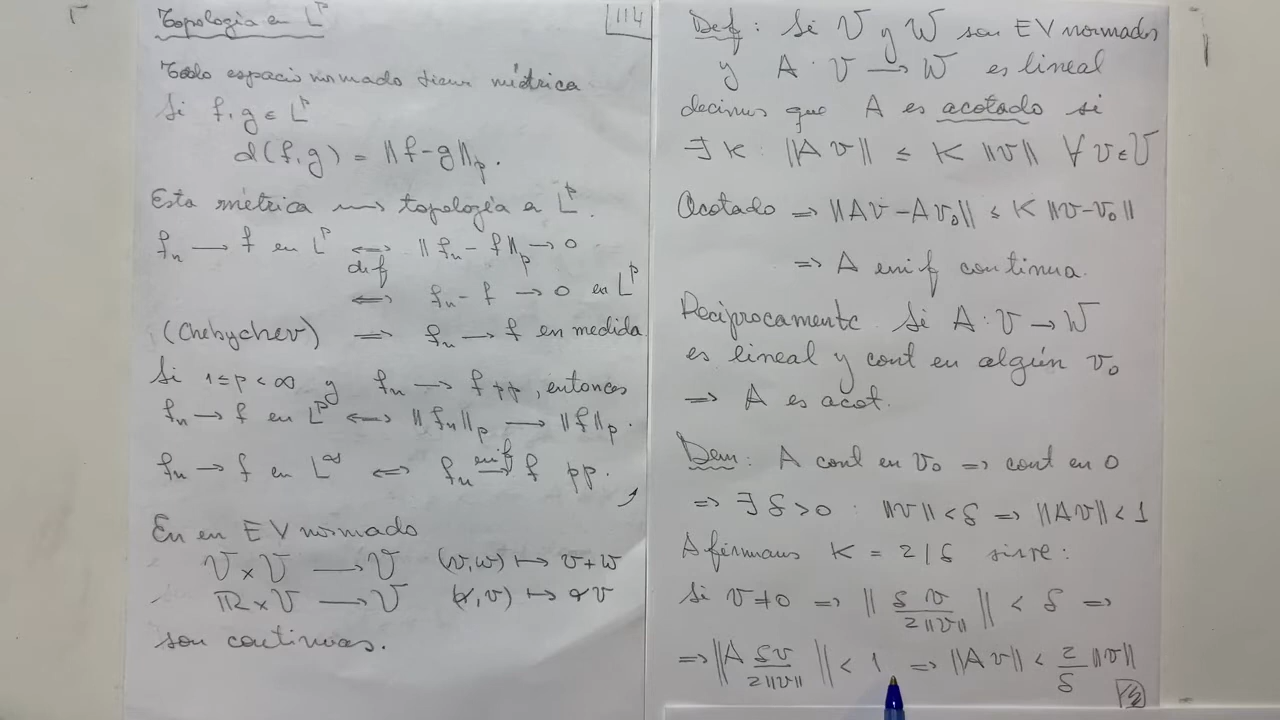 Topología en L^p
114
Todo espacio normado tiene métrica
Si f, g ∈ L^p
d(f,g) = ||f-g||_p.
Esta métrica ⟿ topología a L^p.
f_n → f en L^p ⟺ ||f_n - f||_p → 0
def
⟺ f_n - f → 0 en L^p
(Chebychev) ⟹ f_n → f en medida
Si 1≤p<∞ y f_n → f pp, entonces
f_n → f en L^p ⟺ ||f_n||_p → ||f||_p.
f_n → f en L^∞ ⟺ f_n →unif f pp.
En un EV normado
V × V → V (v,w) ↦ v+w
ℝ × V → V (α,v) ↦ αv
son continuas.
Def: Si V y W son EV normados
y A: V → W es lineal
decimos que A es acotado si
∃ K: ||Av|| ≤ K ||v|| ∀ v∈V
Acotado ⟹ ||Av - Av_0|| ≤ K ||v-v_0||
⟹ A unif continua.
Recíprocamente. Si A: V → W
es lineal y cont en algún v_0
⟹ A es acot.
Dem: A cont en v_0 ⟹ cont en 0
⟹ ∃ δ>0: ||v|| < δ ⟹ ||Av|| < 1
Afirmamos K = 2/δ sirve:
Si v≠0 ⟹ || δv / 2||v|| || < δ ⟹
⟹ ||A δv / 2||v|| || < 1 ⟹ ||Av|| < 2/δ ||v||